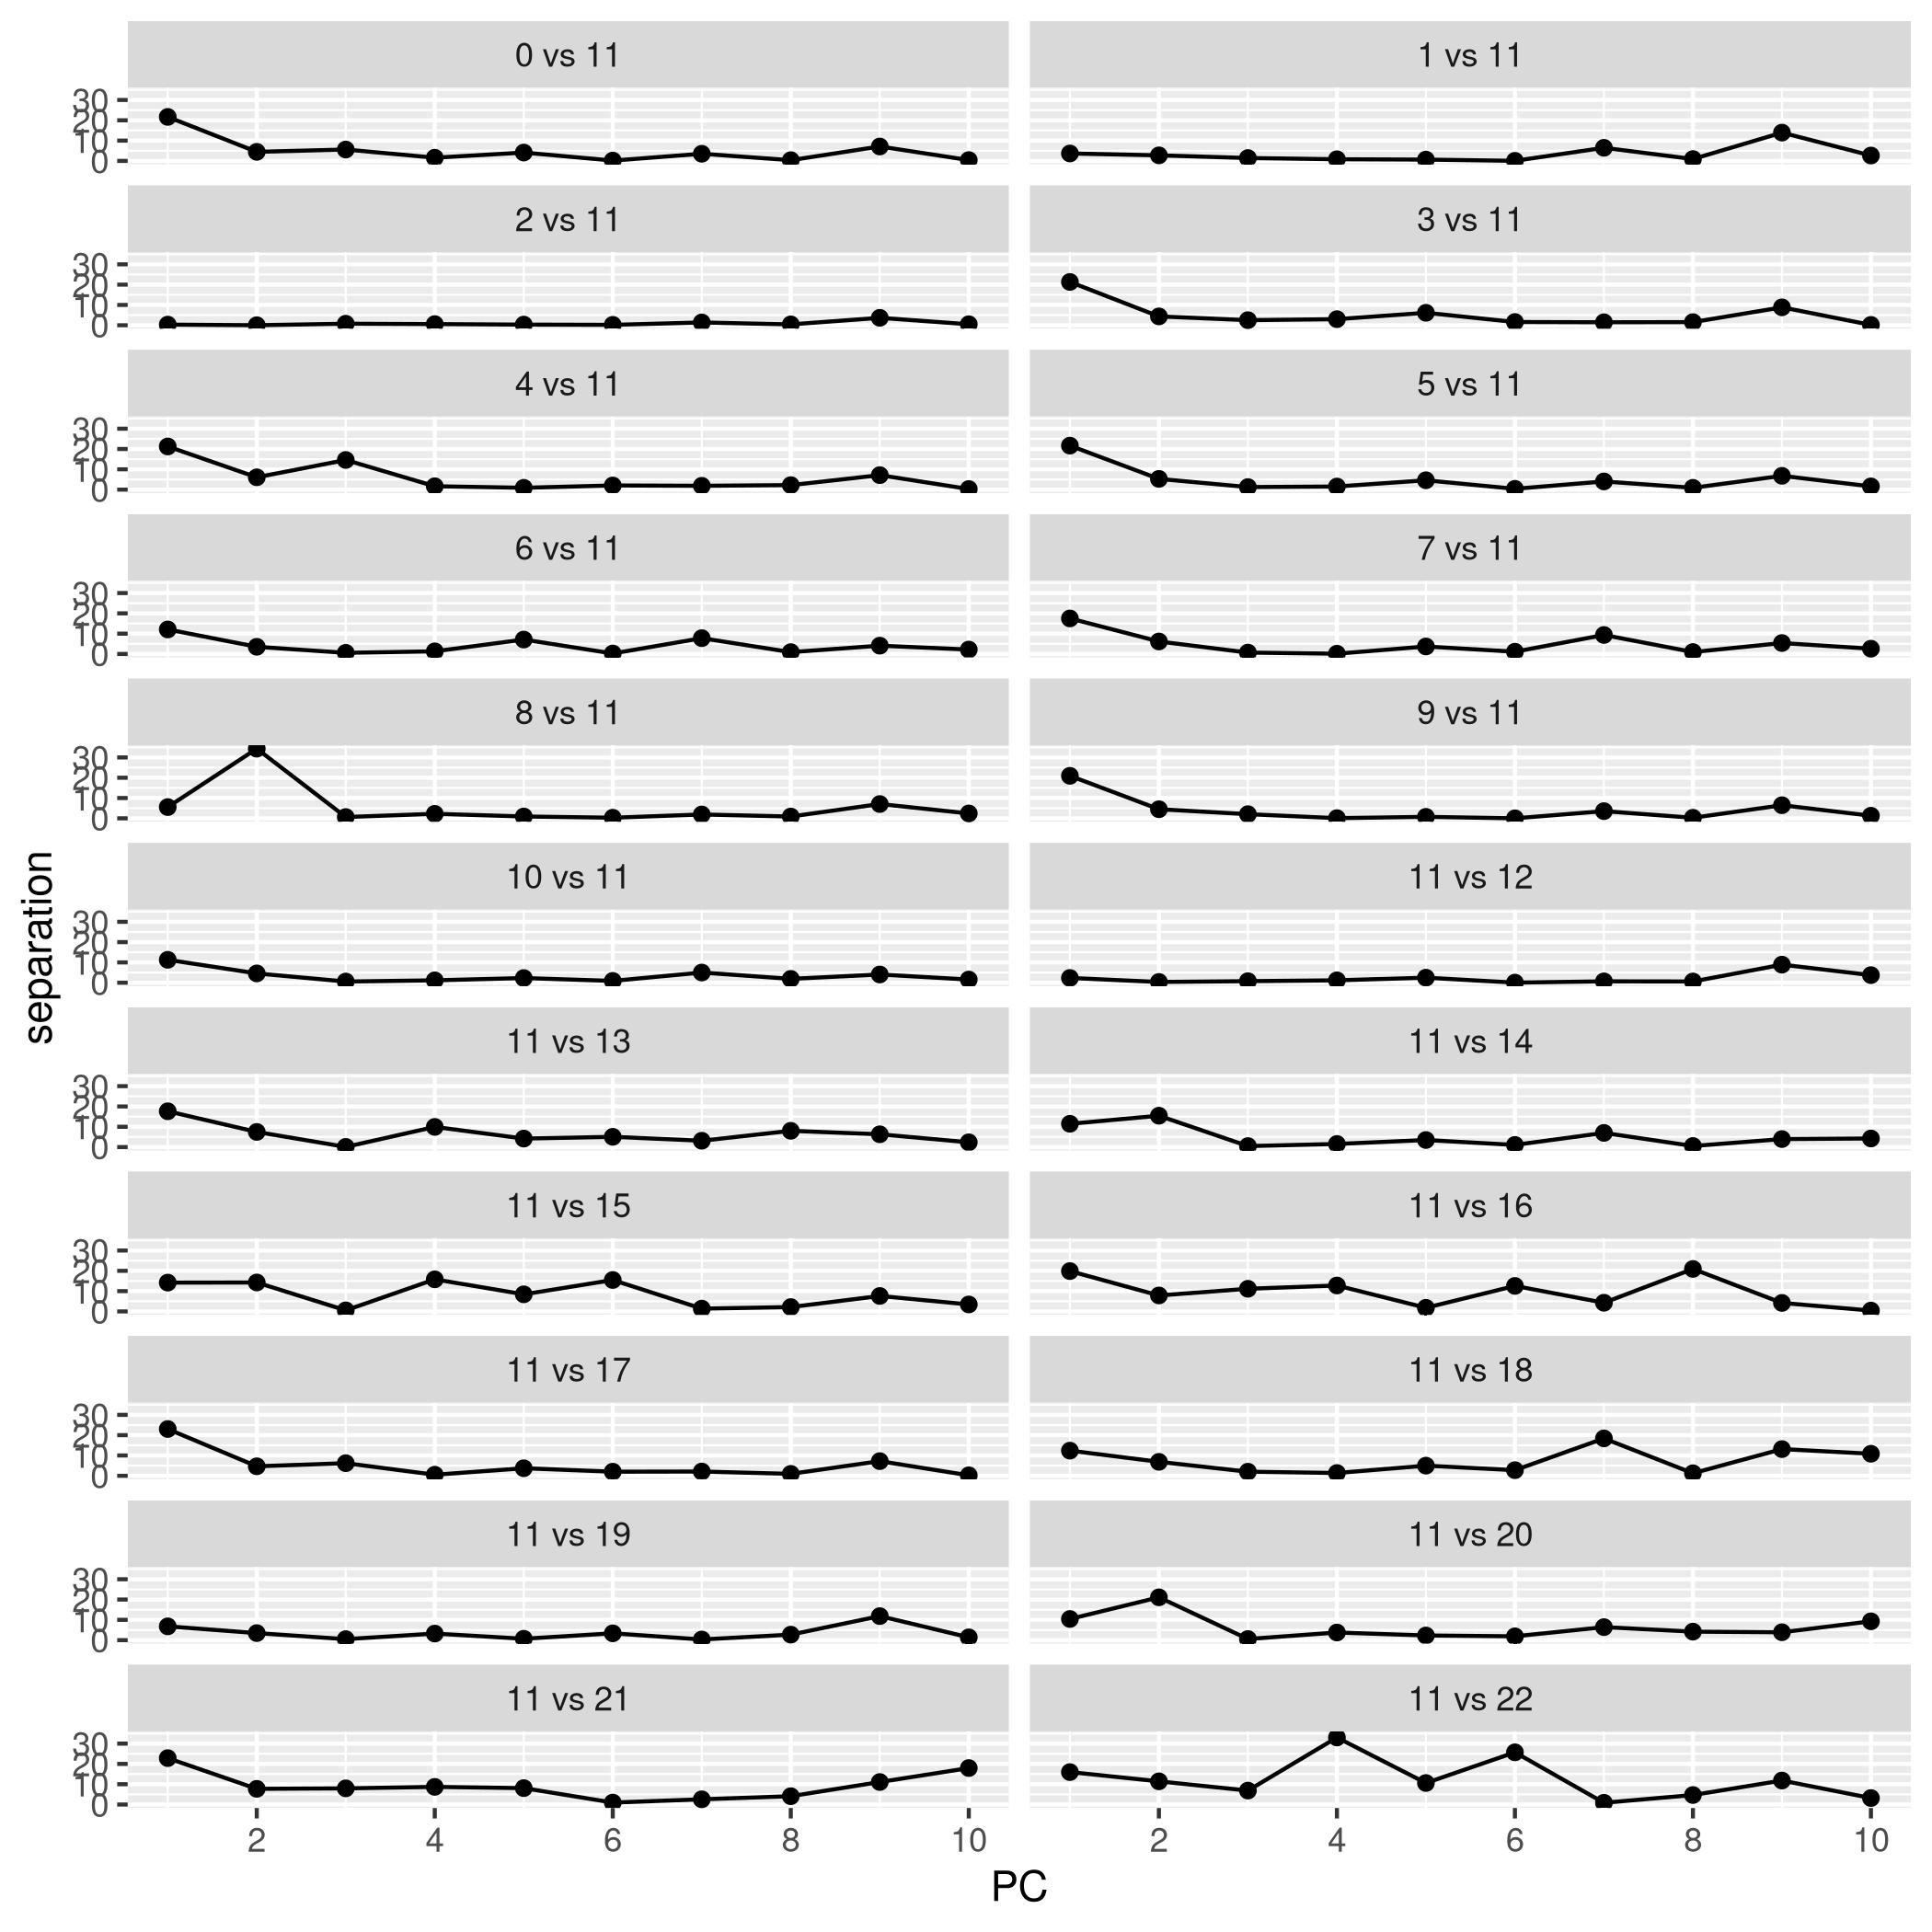 0 vs 11
1 vs 11
30
20
10
0
2 vs 11
3 vs 11
30
20
10
0
4 vs 11
5 vs 11
30
20
10
0
6 vs 11
7 vs 11
30
20
10
0
8 vs 11
9 vs 11
30
20
10
0
separation
10 vs 11
11 vs 12
30
20
10
0
11 vs 13
11 vs 14
30
20
10
0
11 vs 15
11 vs 16
30
20
10
0
11 vs 17
11 vs 18
30
20
10
0
11 vs 19
11 vs 20
30
20
10
0
11 vs 21
11 vs 22
30
20
10
0
2 4 6 8 10 2 4 6 8 10
PC